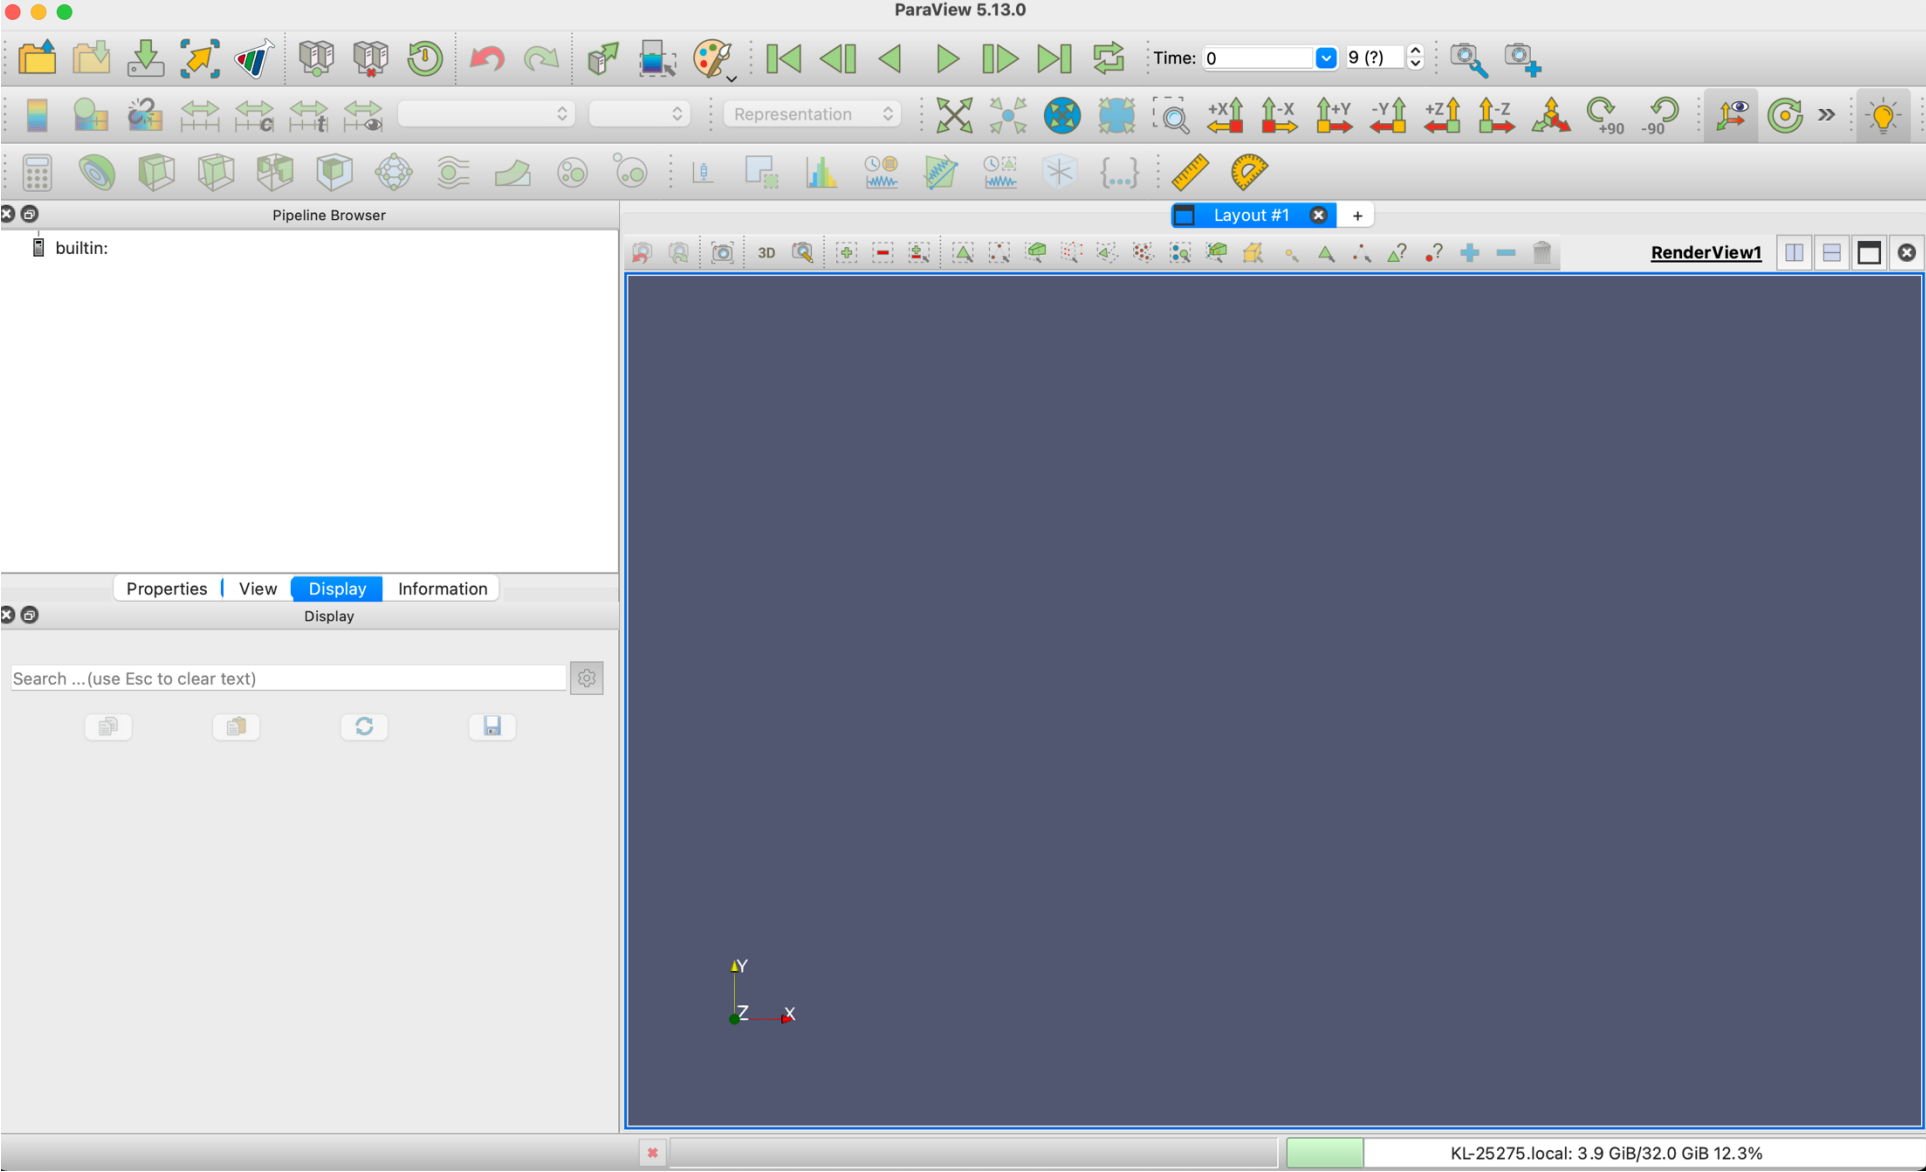 ParaView 5.13.0
Time: 0 9 (?)
c t Representation +X -X +Y -Y +Z -Z +90 -90 »
{...}
Pipeline Browser
Layout #1 +
builtin:
3D ? ? RenderView1
Properties View Display Information
Display
Search ...(use Esc to clear text)
Y
Z X
KL-25275.local: 3.9 GiB/32.0 GiB 12.3%